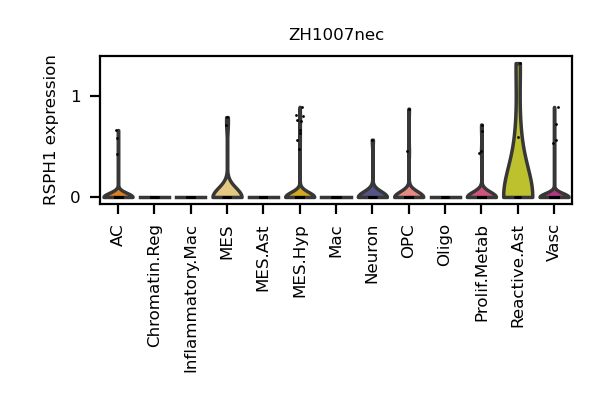 ZH1007nec
RSPH1 expression
1
0
AC
Chromatin.Reg
Inflammatory.Mac
MES
MES.Ast
MES.Hyp
Mac
Neuron
OPC
Oligo
Prolif.Metab
Reactive.Ast
Vasc